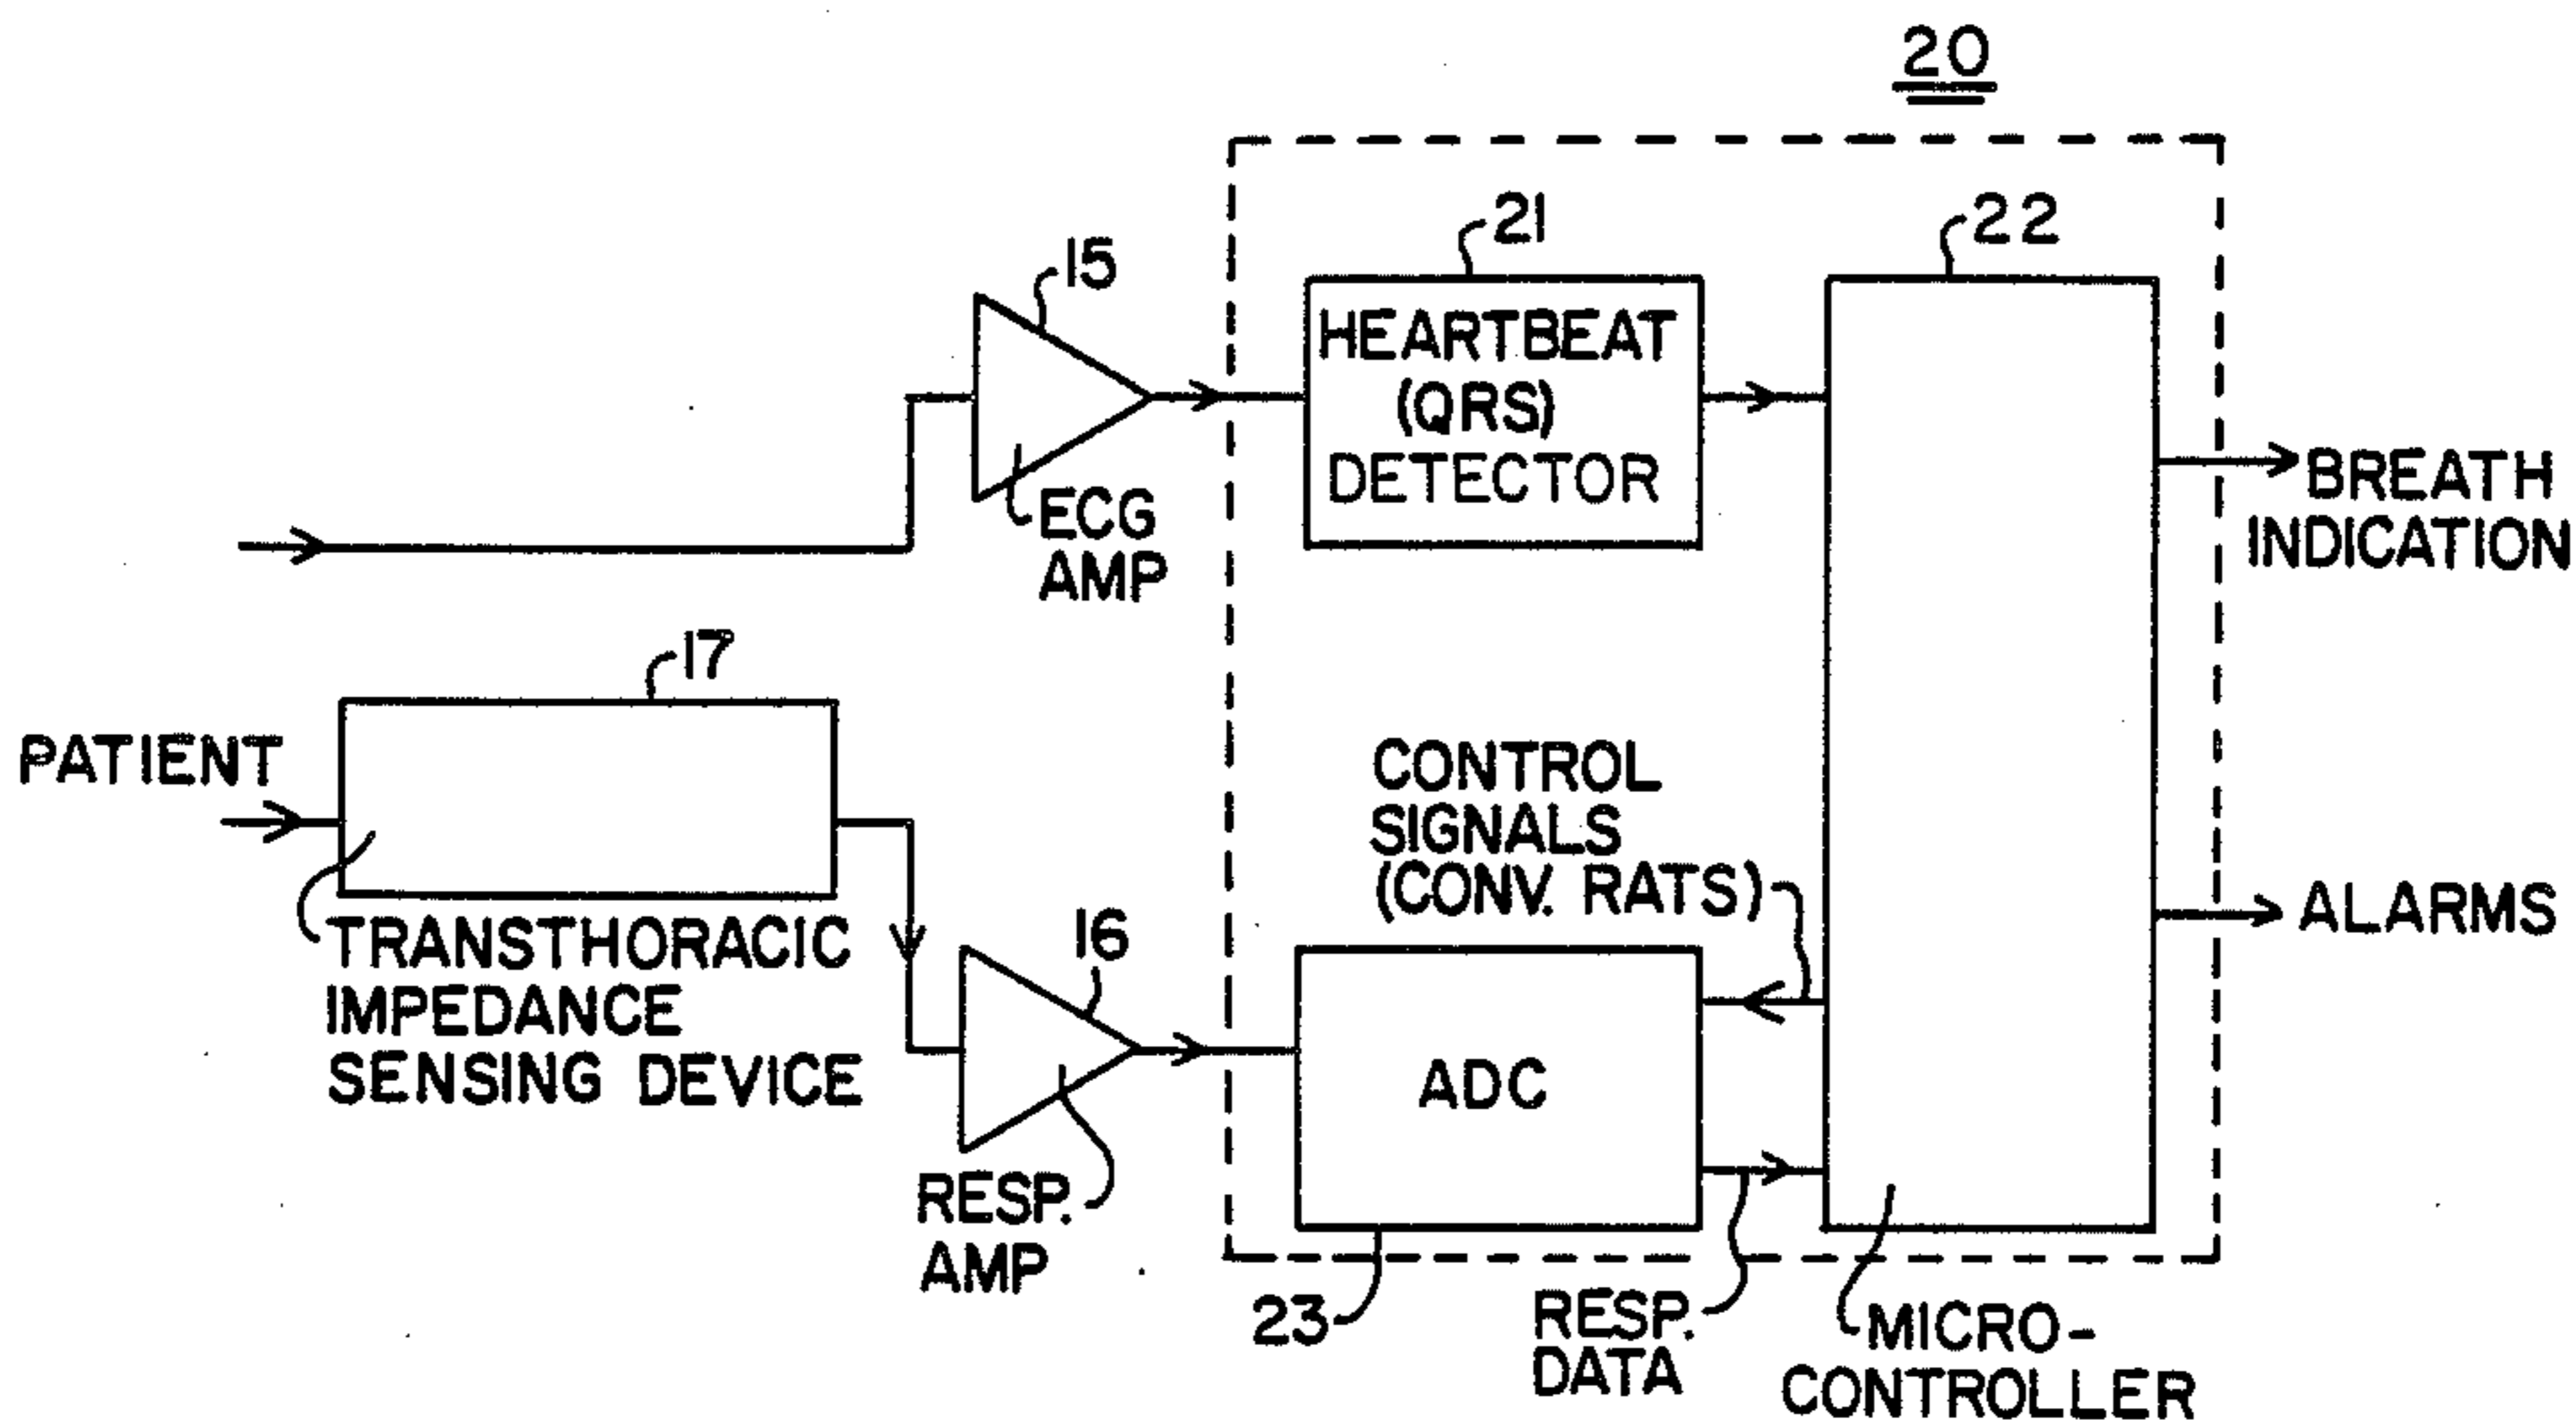 20
21
22
15
HEARTBEAT
(QRS)
DETECTOR
ECG
AMP
BREATH
INDICATION
17
PATIENT
CONTROL
SIGNALS
(CONV. RATS)
ALARMS
TRANSTHORACIC
IMPEDANCE
SENSING DEVICE
16
ADC
RESP.
AMP
23
RESP.
DATA
MICRO-
CONTROLLER